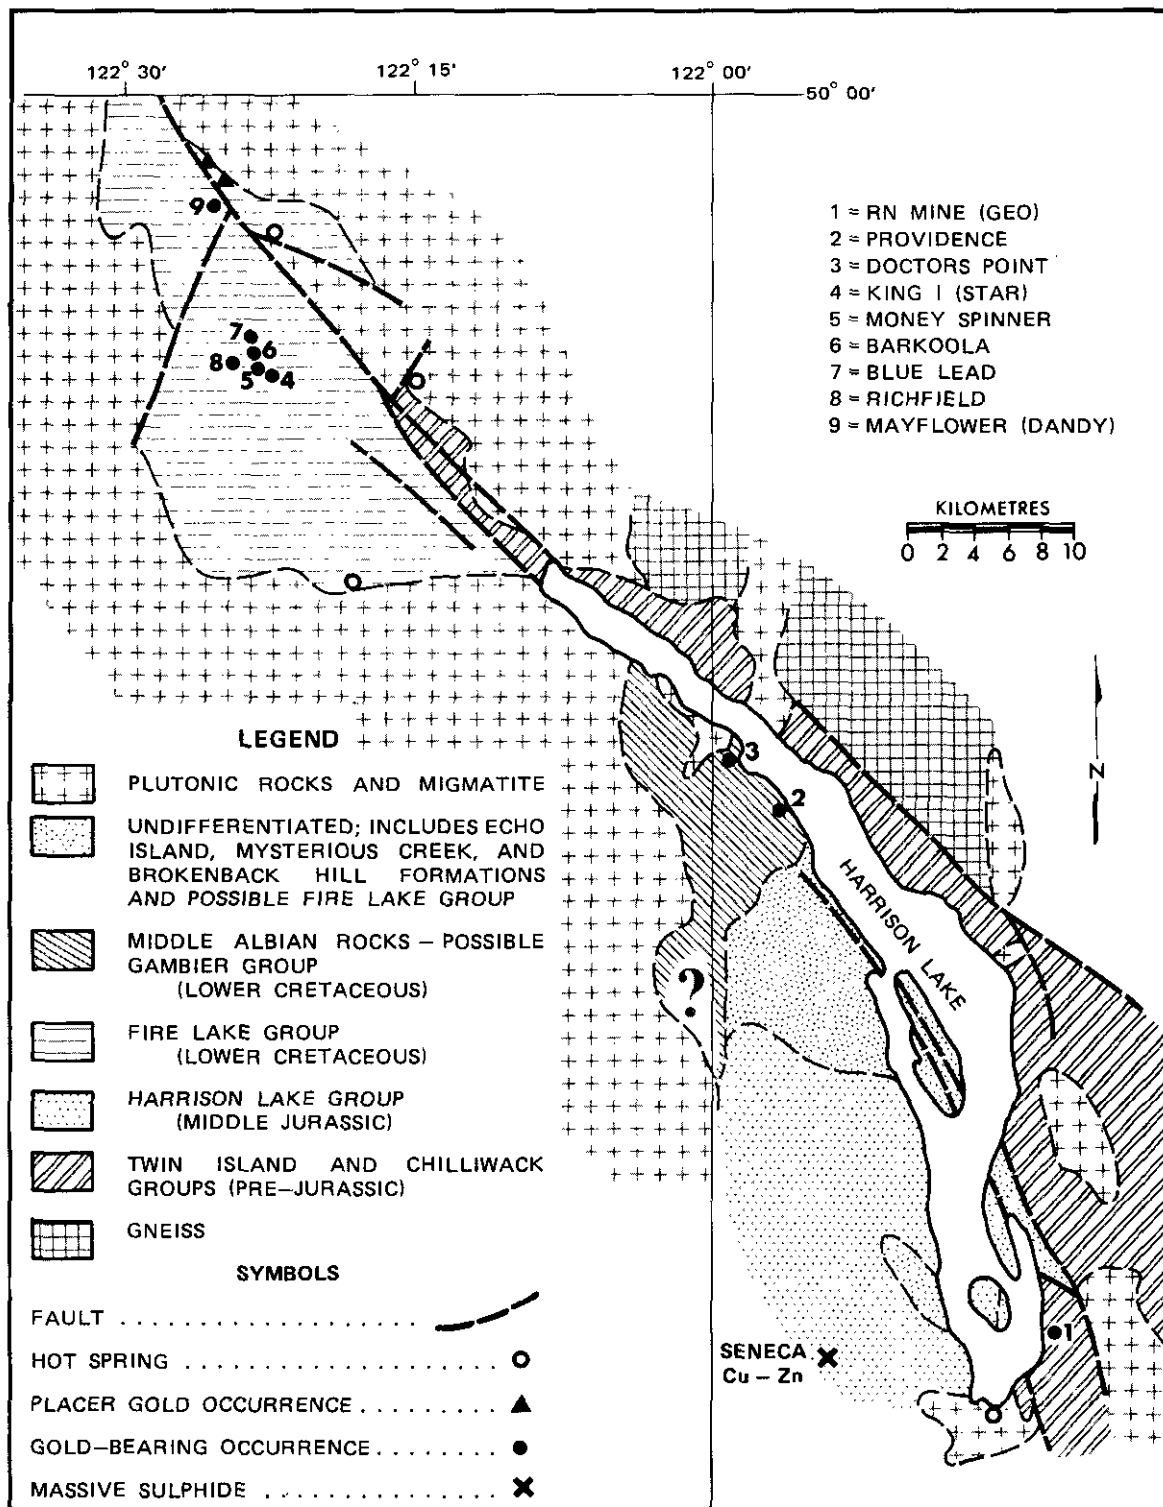 122° 30′ 122° 15′ 122° 00′
50° 00′
1 = RN MINE (GEO)
2 = PROVIDENCE
3 = DOCTORS POINT
4 = KING I (STAR)
5 = MONEY SPINNER
6 = BARKOOLA
7 = BLUE LEAD
8 = RICHFIELD
9 = MAYFLOWER (DANDY)
9
7
6
8
5
4
KILOMETRES
0 2 4 6 8 10
N
3
2
HARRISON LAKE
?
1
SENECA
Cu – Zn
LEGEND
PLUTONIC ROCKS AND MIGMATITE
UNDIFFERENTIATED; INCLUDES ECHO
ISLAND, MYSTERIOUS CREEK, AND
BROKENBACK HILL FORMATIONS
AND POSSIBLE FIRE LAKE GROUP
MIDDLE ALBIAN ROCKS – POSSIBLE
GAMBIER GROUP
(LOWER CRETACEOUS)
FIRE LAKE GROUP
(LOWER CRETACEOUS)
HARRISON LAKE GROUP
(MIDDLE JURASSIC)
TWIN ISLAND AND CHILLIWACK
GROUPS (PRE–JURASSIC)
GNEISS
SYMBOLS
FAULT . . . . . . . . . . . . . . . . . . .
HOT SPRING . . . . . . . . . . . . . . . . . . .
PLACER GOLD OCCURRENCE . . . . . . . .
GOLD–BEARING OCCURRENCE . . . . . . . .
MASSIVE SULPHIDE . . . . . . . . . . . . . .